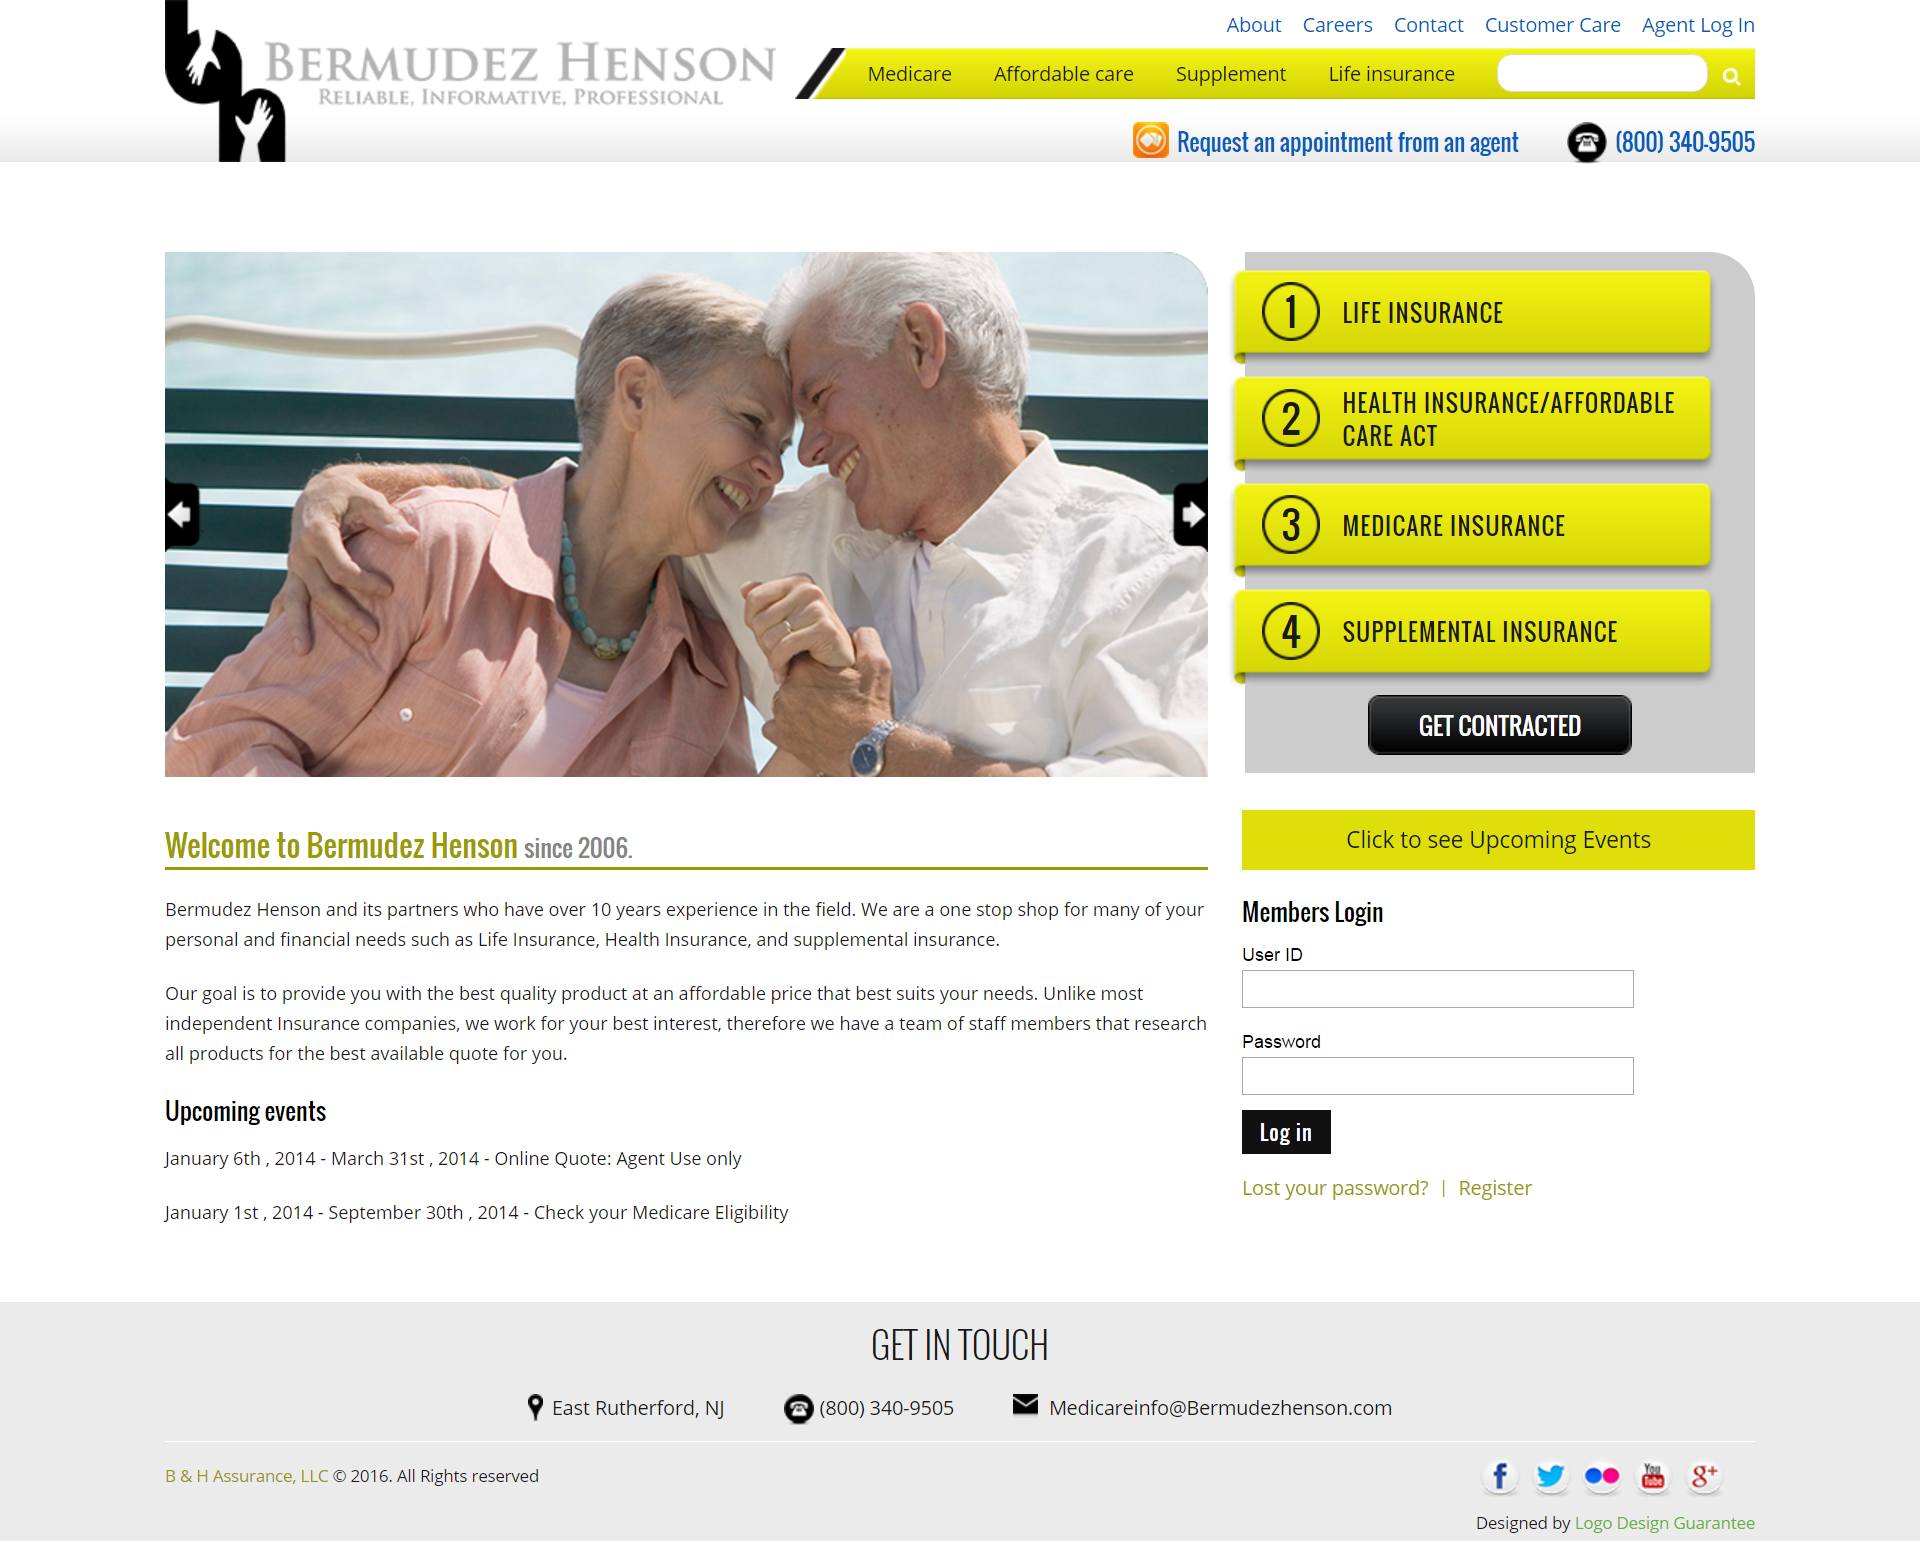 About Careers Contact Customer Care Agent Log In
BERMUDEZ HENSON
RELIABLE, INFORMATIVE, PROFESSIONAL
Medicare Affordable care Supplement Life insurance
Request an appointment from an agent (800) 340-9505
1 LIFE INSURANCE
2 HEALTH INSURANCE/AFFORDABLE
CARE ACT
3 MEDICARE INSURANCE
4 SUPPLEMENTAL INSURANCE
GET CONTRACTED
Welcome to Bermudez Henson since 2006.
Bermudez Henson and its partners who have over 10 years experience in the field. We are a one stop shop for many of your
personal and financial needs such as Life Insurance, Health Insurance, and supplemental insurance.
Our goal is to provide you with the best quality product at an affordable price that best suits your needs. Unlike most
independent Insurance companies, we work for your best interest, therefore we have a team of staff members that research
all products for the best available quote for you.
Upcoming events
January 6th , 2014 - March 31st , 2014 - Online Quote: Agent Use only
January 1st , 2014 - September 30th , 2014 - Check your Medicare Eligibility
Click to see Upcoming Events
Members Login
User ID
Password
Log in
Lost your password? | Register
GET IN TOUCH
East Rutherford, NJ (800) 340-9505 Medicareinfo@Bermudezhenson.com
B & H Assurance, LLC © 2016. All Rights reserved
f You Tube g+
Designed by Logo Design Guarantee